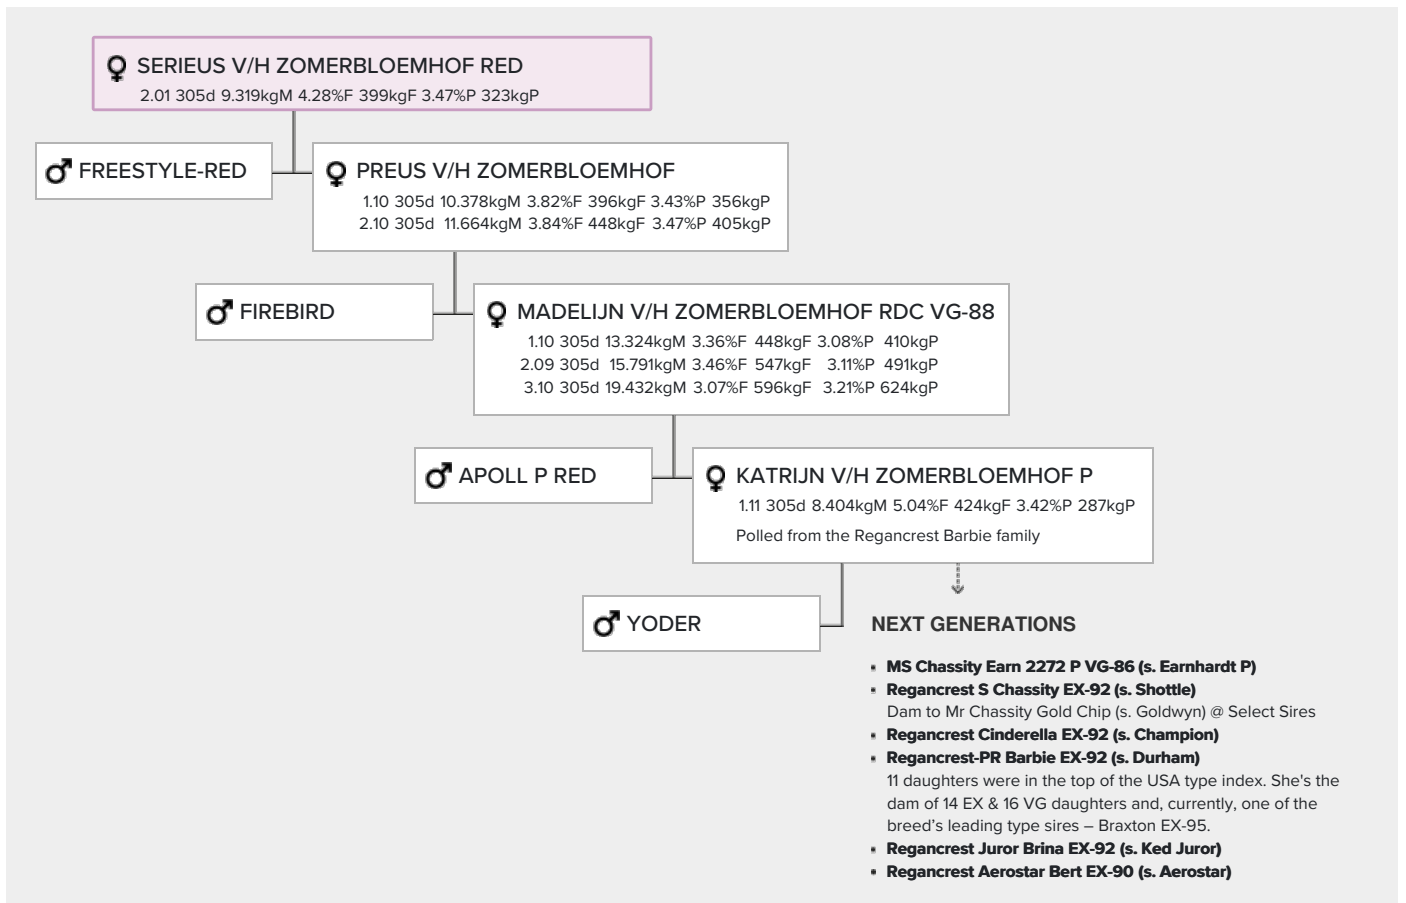 SERIEUS V/H ZOMERBLOEMHOF RED
2.01 305d 9.319kgM 4.28%F 399kgF 3.47%P 323kgP
FREESTYLE-RED
PREUS V/H ZOMERBLOEMHOF
1.10 305d 10.378kgM 3.82%F 396kgF 3.43%P 356kgP
2.10 305d 11.664kgM 3.84%F 448kgF 3.47%P 405kgP
FIREBIRD
MADELIJN V/H ZOMERBLOEMHOF RDC VG-88
1.10 305d 13.324kgM 3.36%F 448kgF 3.08%P 410kgP
2.09 305d 15.791kgM 3.46%F 547kgF 3.11%P 491kgP
3.10 305d 19.432kgM 3.07%F 596kgF 3.21%P 624kgP
APOLL P RED
KATRIJN V/H ZOMERBLOEMHOF P
1.11 305d 8.404kgM 5.04%F 424kgF 3.42%P 287kgP
Polled from the Regancrest Barbie family
YODER
NEXT GENERATIONS
▪ MS Chassity Earn 2272 P VG-86 (s. Earnhardt P)
▪ Regancrest S Chassity EX-92 (s. Shottle)
Dam to Mr Chassity Gold Chip (s. Goldwyn) @ Select Sires
▪ Regancrest Cinderella EX-92 (s. Champion)
▪ Regancrest-PR Barbie EX-92 (s. Durham)
11 daughters were in the top of the USA type index. She's the
dam of 14 EX & 16 VG daughters and, currently, one of the
breed’s leading type sires – Braxton EX-95.
▪ Regancrest Juror Brina EX-92 (s. Ked Juror)
▪ Regancrest Aerostar Bert EX-90 (s. Aerostar)